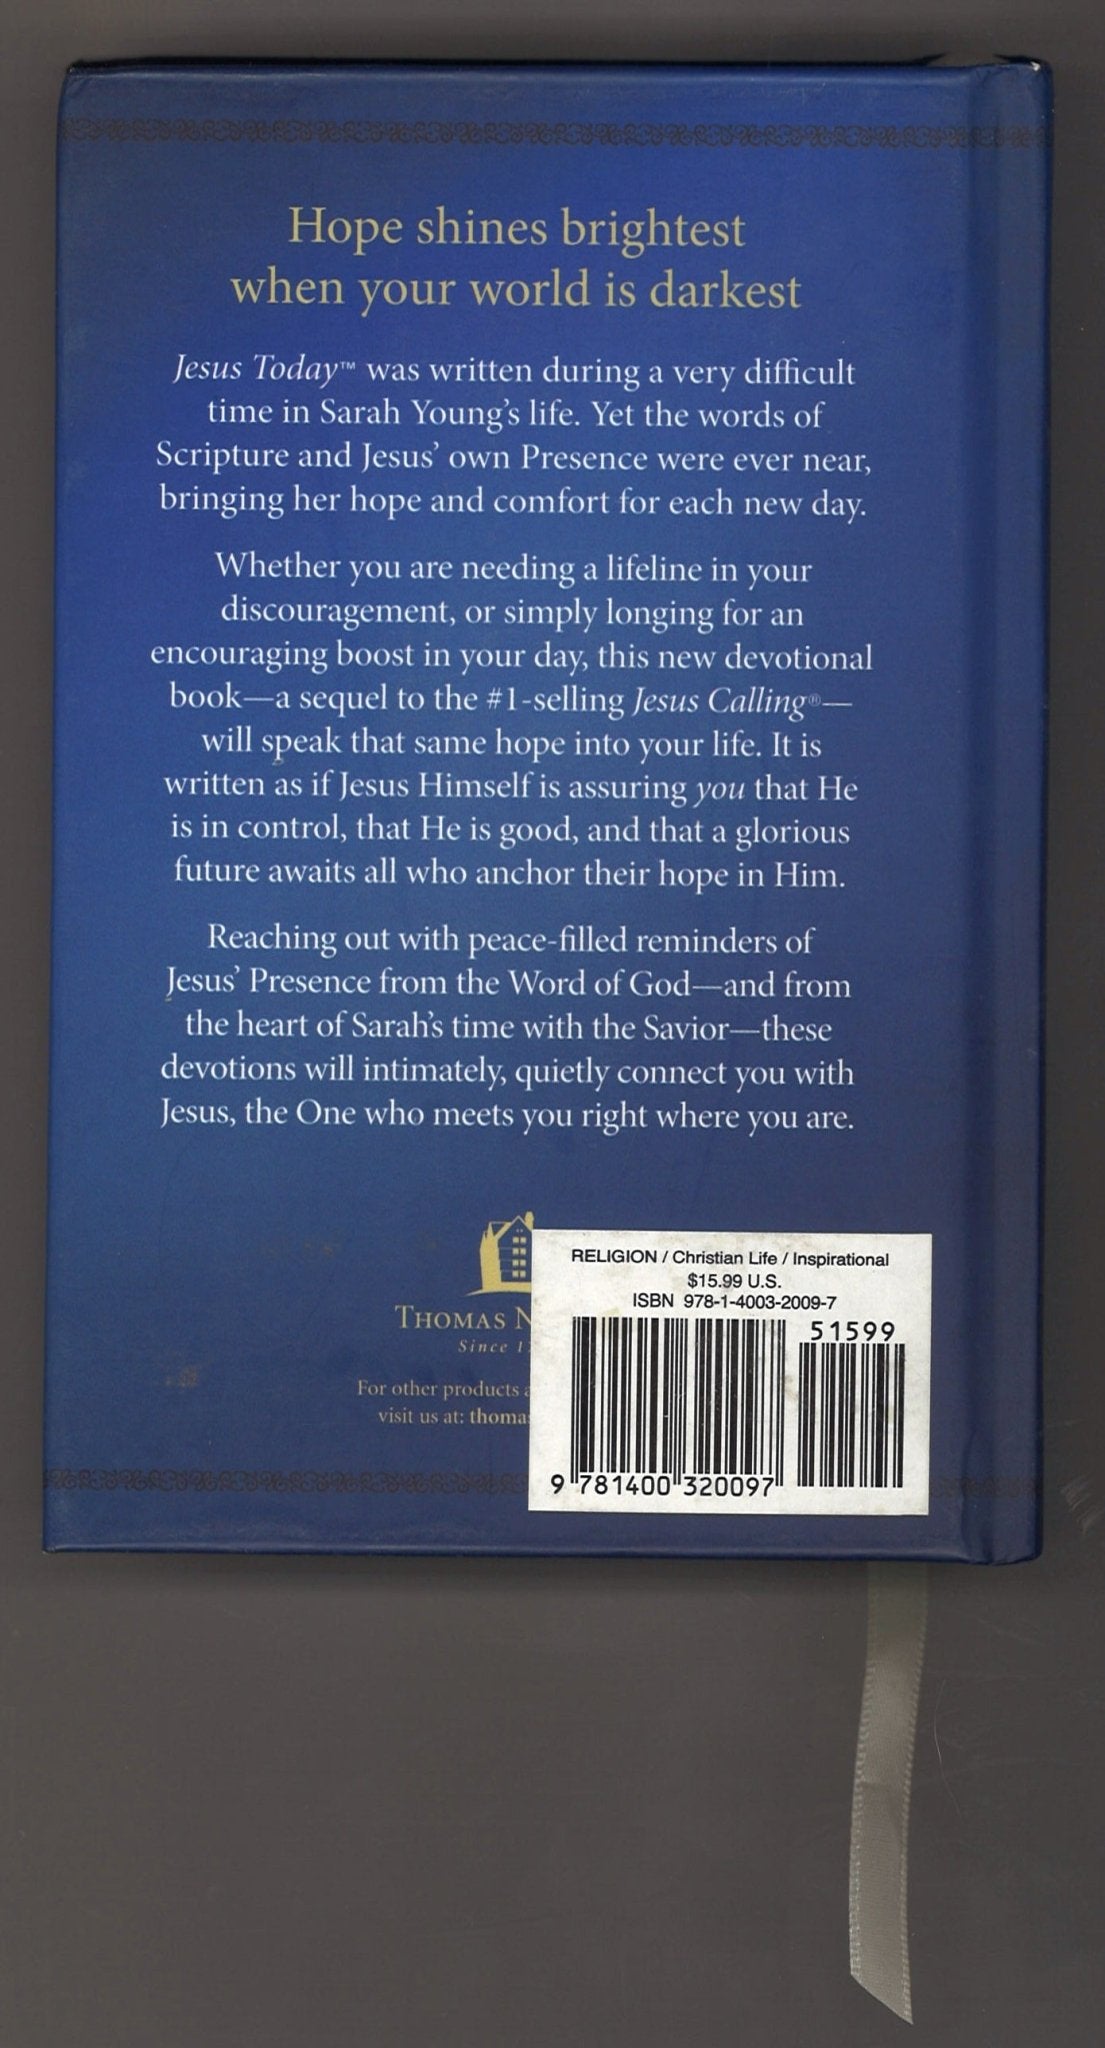 Hope shines brightest
when your world is darkest
Jesus Today™ was written during a very difficult
time in Sarah Young's life. Yet the words of
Scripture and Jesus' own Presence were ever near,
bringing her hope and comfort for each new day.
Whether you are needing a lifeline in your
discouragement, or simply longing for an
encouraging boost in your day, this new devotional
book—a sequel to the #1-selling Jesus Calling®—
will speak that same hope into your life. It is
written as if Jesus Himself is assuring you that He
is in control, that He is good, and that a glorious
future awaits all who anchor their hope in Him.
Reaching out with peace-filled reminders of
Jesus' Presence from the Word of God—and from
the heart of Sarah's time with the Savior—these
devotions will intimately, quietly connect you with
Jesus, the One who meets you right where you are.
THOMAS
Since
For other products
visit us at:
RELIGION / Christian Life / Inspirational
$15.99 U.S.
ISBN 978-1-4003-2009-7
51599
9 781400 320097